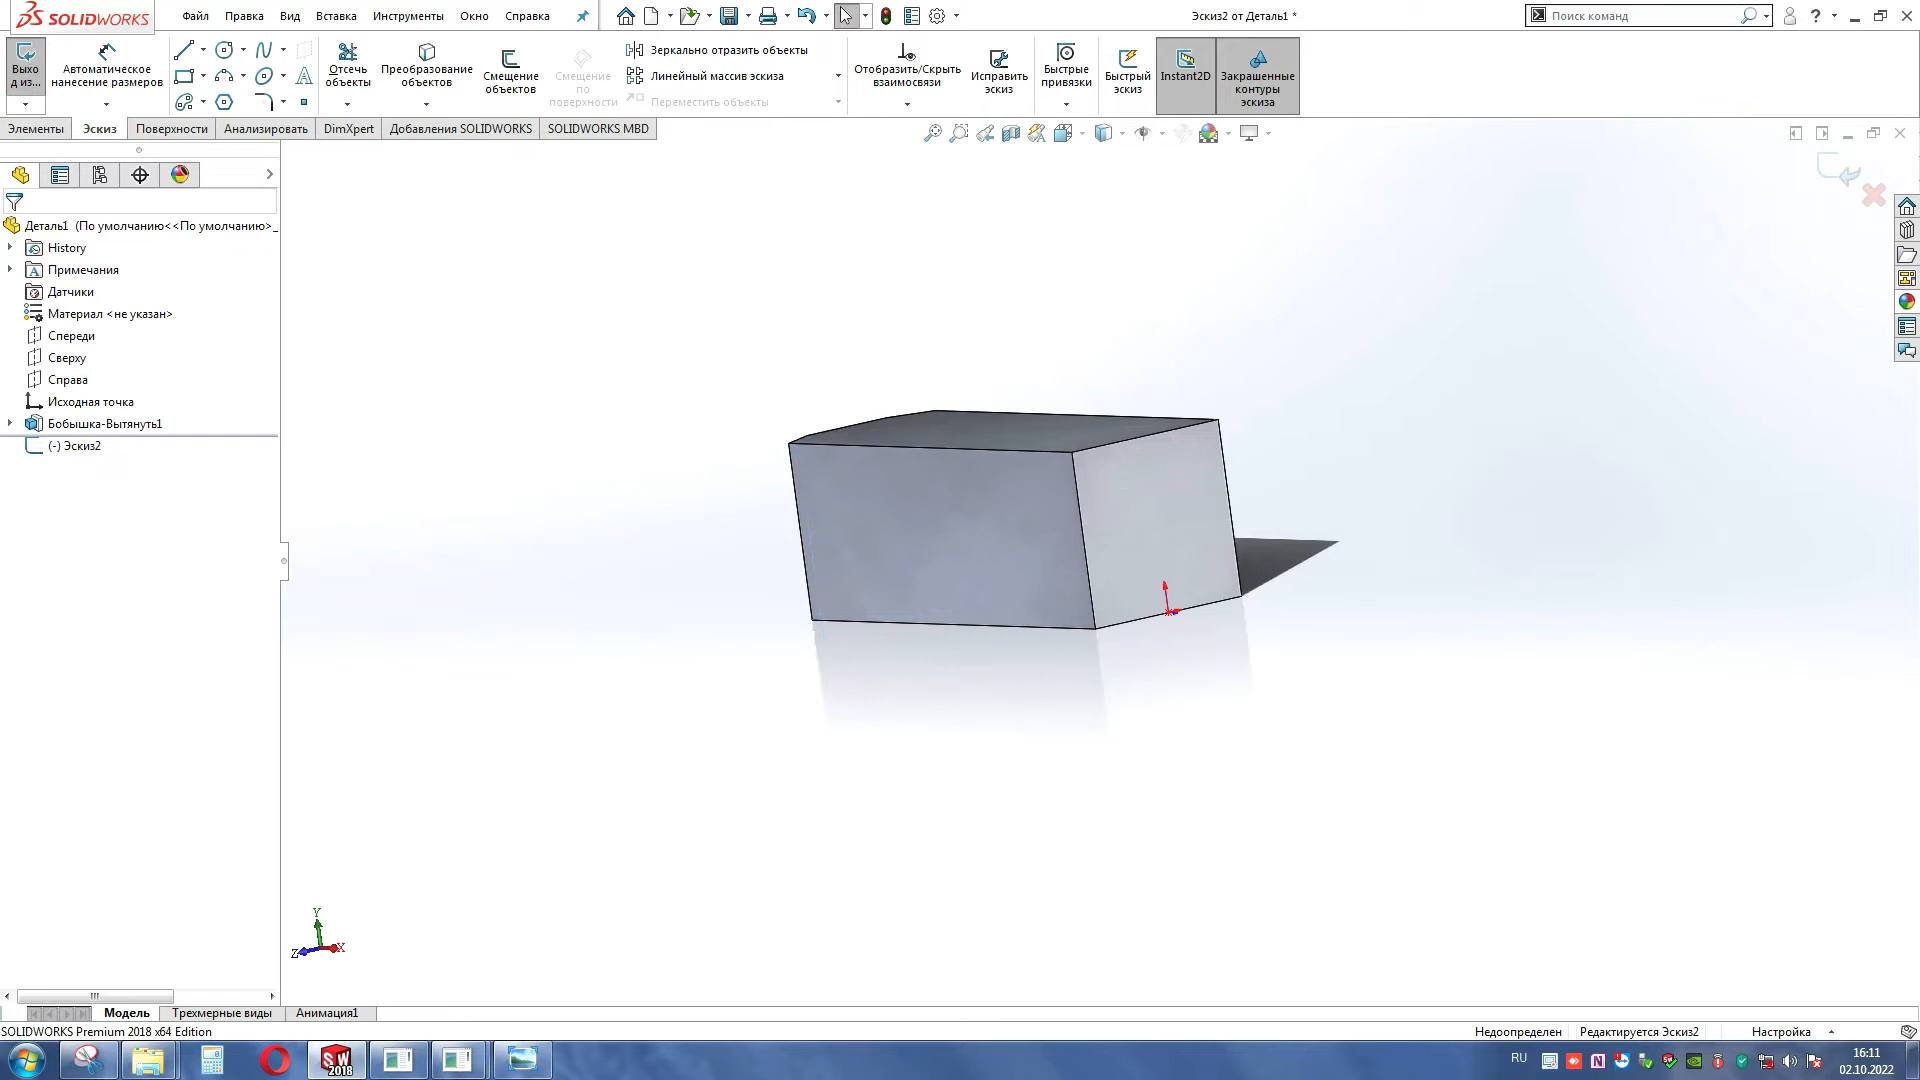 SOLIDWORKS
Файл Правка Вид Вставка Инструменты Окно Справка
Эскиз2 от Деталь1 *
Поиск команд
Выхо
д из...
Автоматическое
нанесение размеров
Отсечь
объекты
Преобразование
объектов
Смещение
объектов
Смещение
по
поверхности
Зеркально отразить объекты
Линейный массив эскиза
Переместить объекты
Отобразить/Скрыть
взаимосвязи
Исправить
эскиз
Быстрые
привязки
Быстрый
эскиз
Instant2D
Закрашенные
контуры
эскиза
Элементы Эскиз Поверхности Анализировать DimXpert Добавления SOLIDWORKS SOLIDWORKS MBD
Деталь1 (По умолчанию<<По умолчанию>_
History
Примечания
Датчики
Материал <не указан>
Спереди
Сверху
Справа
Исходная точка
Бобышка-Вытянуть1
(-) Эскиз2
Y
Z
X
Модель Трехмерные виды Анимация1
SOLIDWORKS Premium 2018 x64 Edition
Недоопределен Редактируется Эскиз2 Настройка
SW
2018
RU
16:11
02.10.2022